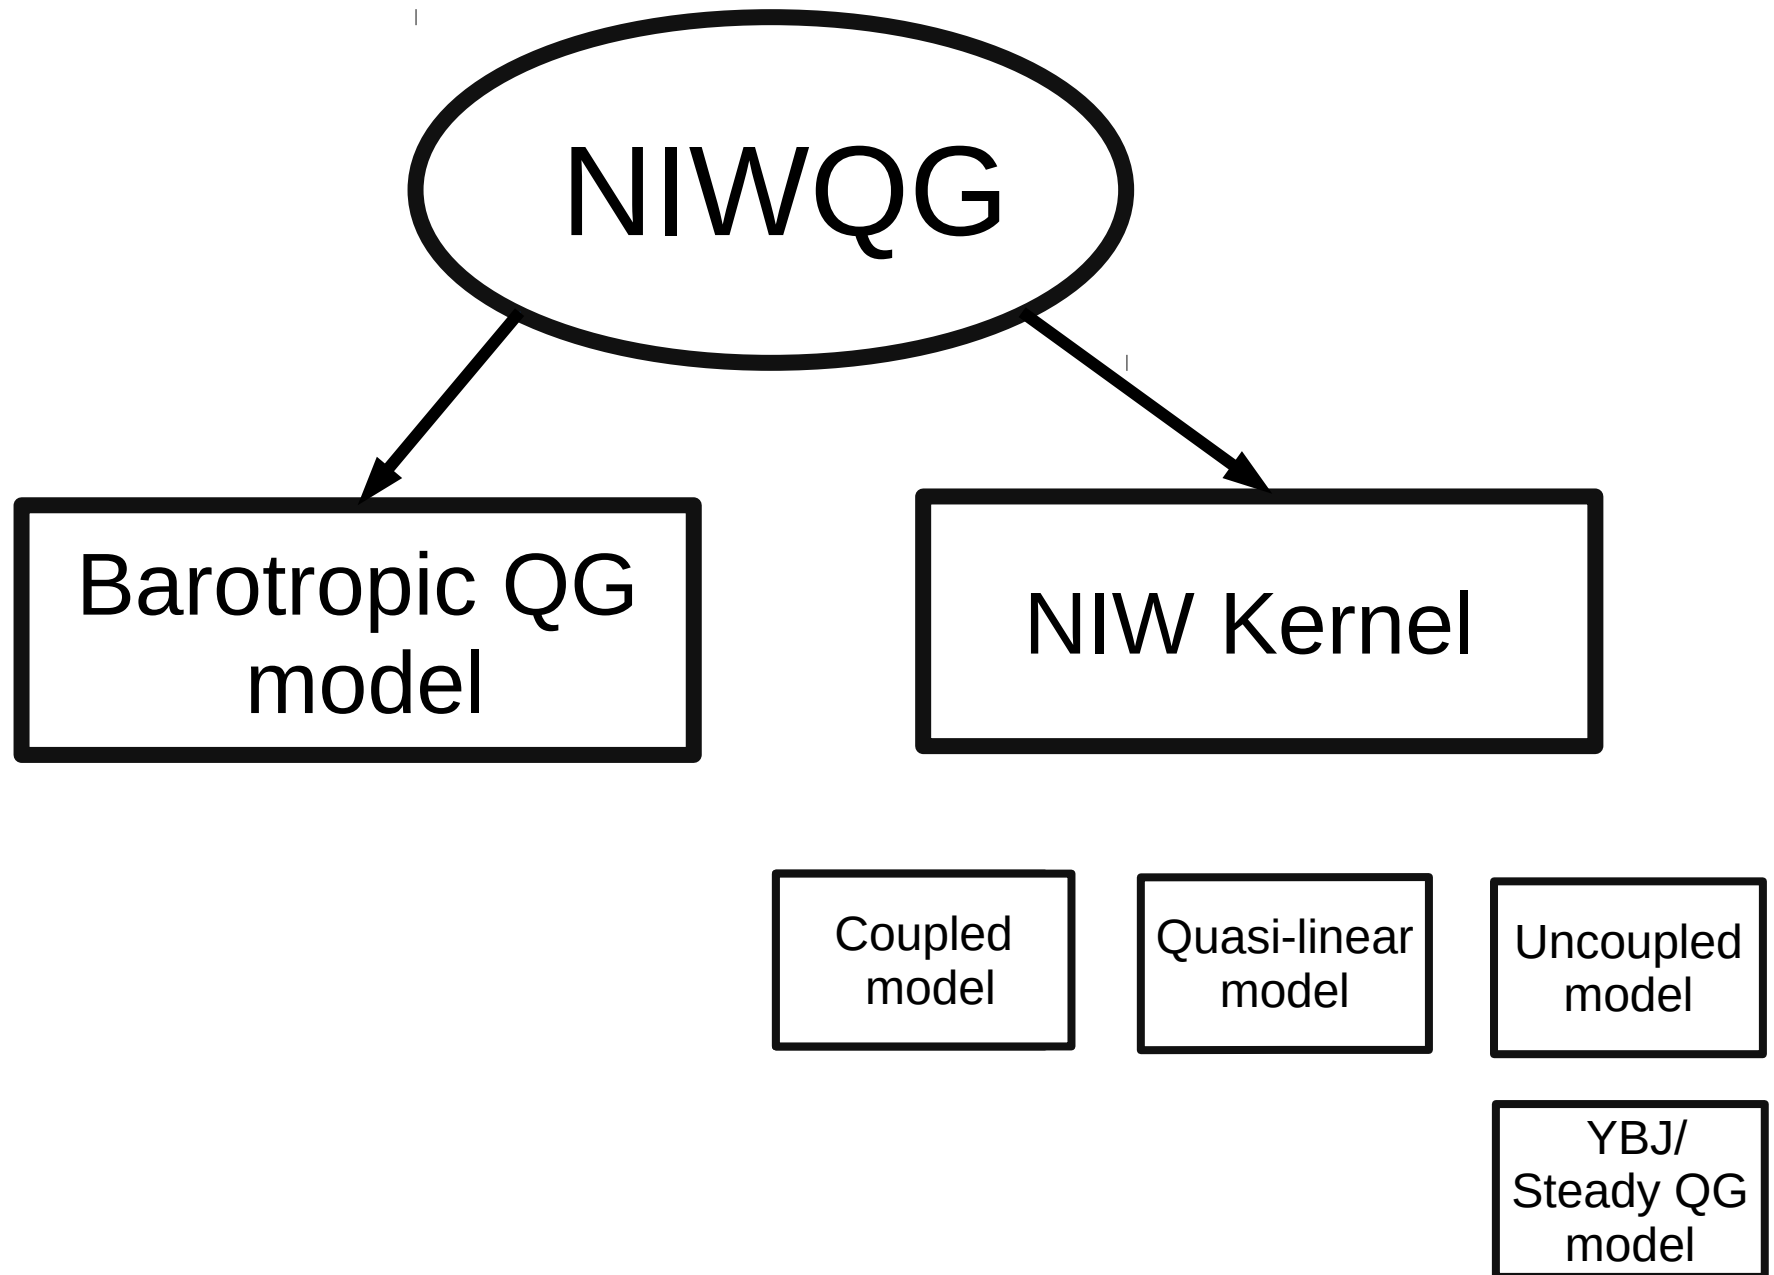 NIWQG
Barotropic QG
model
NIW Kernel
Coupled
model
Quasi-linear
model
Uncoupled
model
YBJ/
Steady QG
model